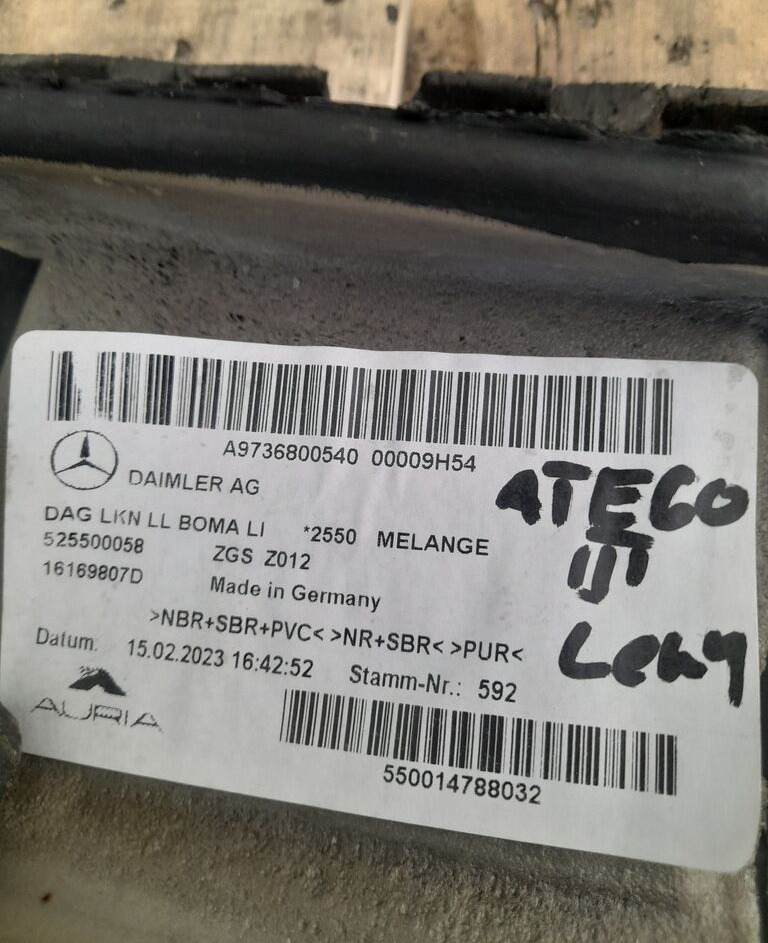 A9736800540 00009H54
DAIMLER AG
DAG LKN LL BOMA LI *2550 MELANGE
525500058 ZGS Z012
16169807D Made in Germany
>NBR+SBR+PVC< >NR+SBR< >PUR<
Datum: 15.02.2023 16:42:52 Stamm-Nr.: 592
AURIA
550014788032
ATEGO
III
Lewy